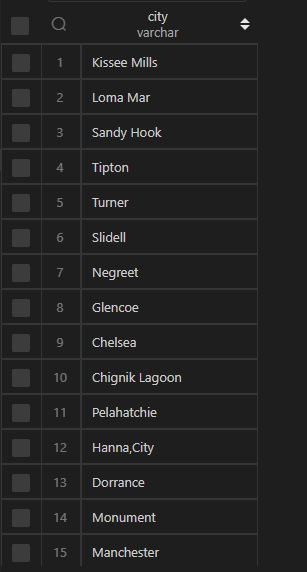 city
varchar
1 Kissee Mills
2 Loma Mar
3 Sandy Hook
4 Tipton
5 Turner
6 Slidell
7 Negreet
8 Glencoe
9 Chelsea
10 Chignik Lagoon
11 Pelahatchie
12 Hanna,City
13 Dorrance
14 Monument
15 Manchester